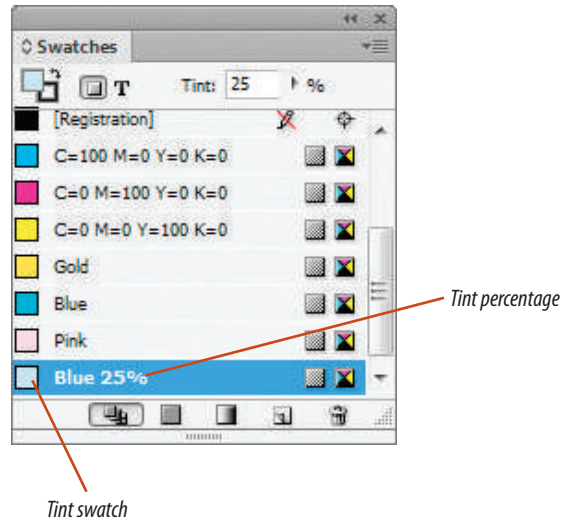 Swatches
T Tint: 25 %
[Registration]
C=100 M=0 Y=0 K=0
C=0 M=100 Y=0 K=0
C=0 M=0 Y=100 K=0
Gold
Blue
Tint percentage
Pink
Blue 25%
Tint swatch